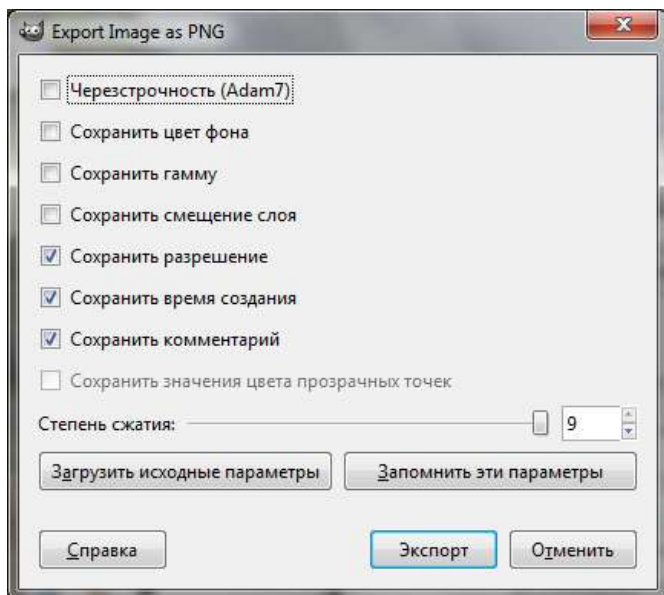 Export Image as PNG
Черезстрочность (Adam7)
Сохранить цвет фона
Сохранить гамму
Сохранить смещение слоя
Сохранить разрешение
Сохранить время создания
Сохранить комментарий
Сохранить значения цвета прозрачных точек
Степень сжатия: 9
Загрузить исходные параметры Запомнить эти параметры
Справка Экспорт Отменить